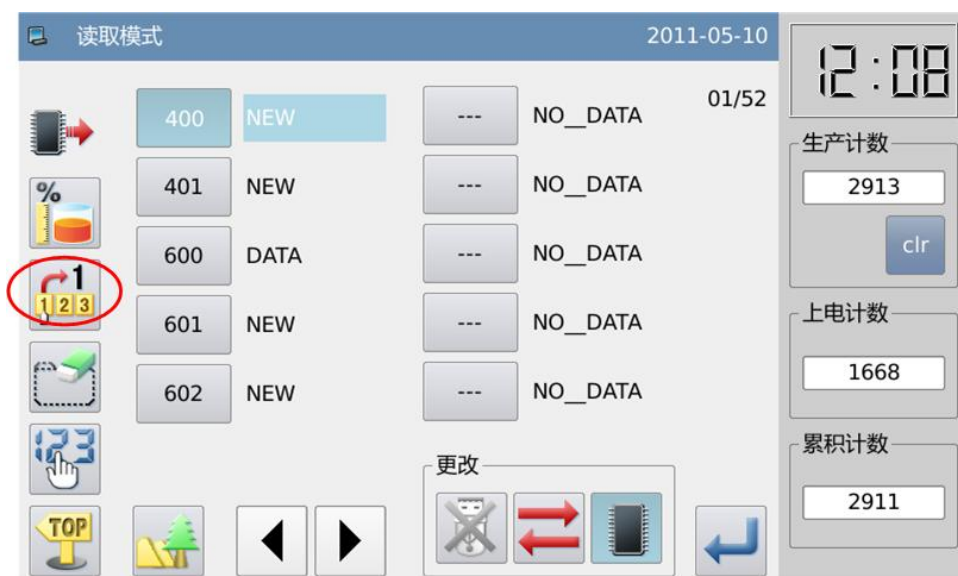 读取模式
2011-05-10
12:08
400 NEW --- NO__DATA 01/52
401 NEW --- NO__DATA
600 DATA --- NO__DATA
601 NEW --- NO__DATA
602 NEW --- NO__DATA
%
1
1 2 3
123
TOP
更改
生产计数
2913
clr
上电计数
1668
累积计数
2911